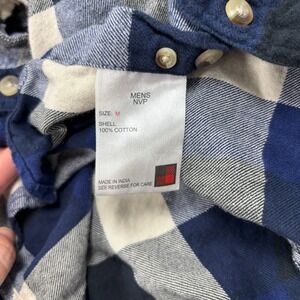 MENS
NVP
SIZE: M
SHELL
100% COTTON
MADE IN INDIA
SEE REVERSE FOR CARE